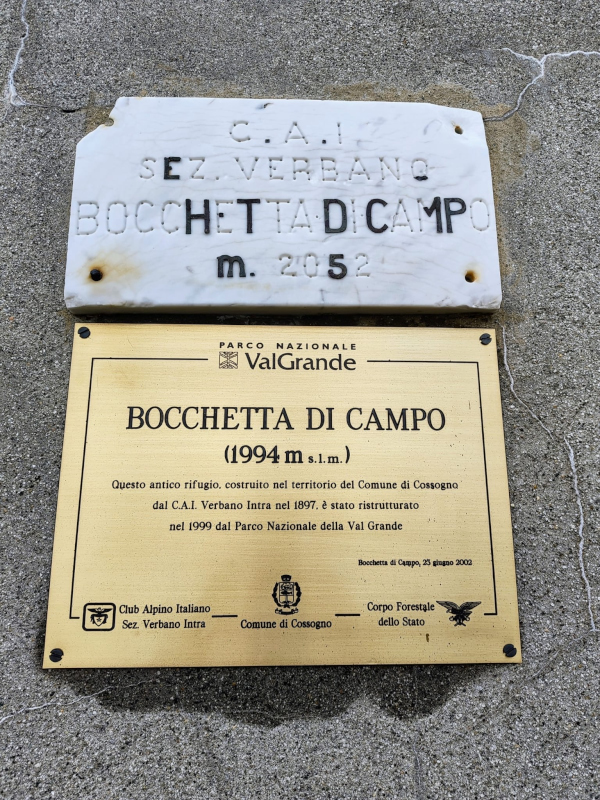 C.A.I.
SEZ. VERBANO
BOCCHETTA DI CAMPO
m. 2052
PARCO NAZIONALE
ValGrande
BOCCHETTA DI CAMPO
(1994 m s.l.m.)
Questo antico rifugio, costruito nel territorio del Comune di Cossogno
dal C.A.I. Verbano Intra nel 1897, è stato ristrutturato
nel 1999 dal Parco Nazionale della Val Grande
Bocchetta di Campo, 23 giugno 2002
Club Alpino Italiano
Sez. Verbano Intra
Comune di Cossogno
Corpo Forestale
dello Stato